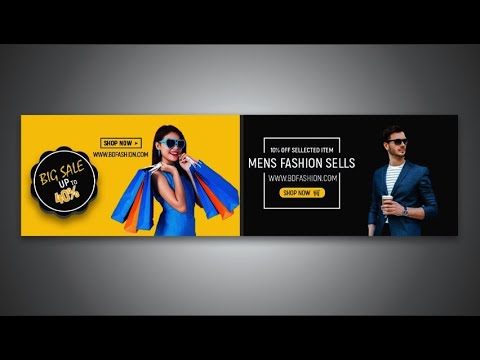 BIG SALE
UP TO
40%
SHOP NOW
WWW.BDFASHION.COM
10% OFF SELLECTED ITEM
MENS FASHION SELLS
WWW.BDFASHION.COM
SHOP NOW